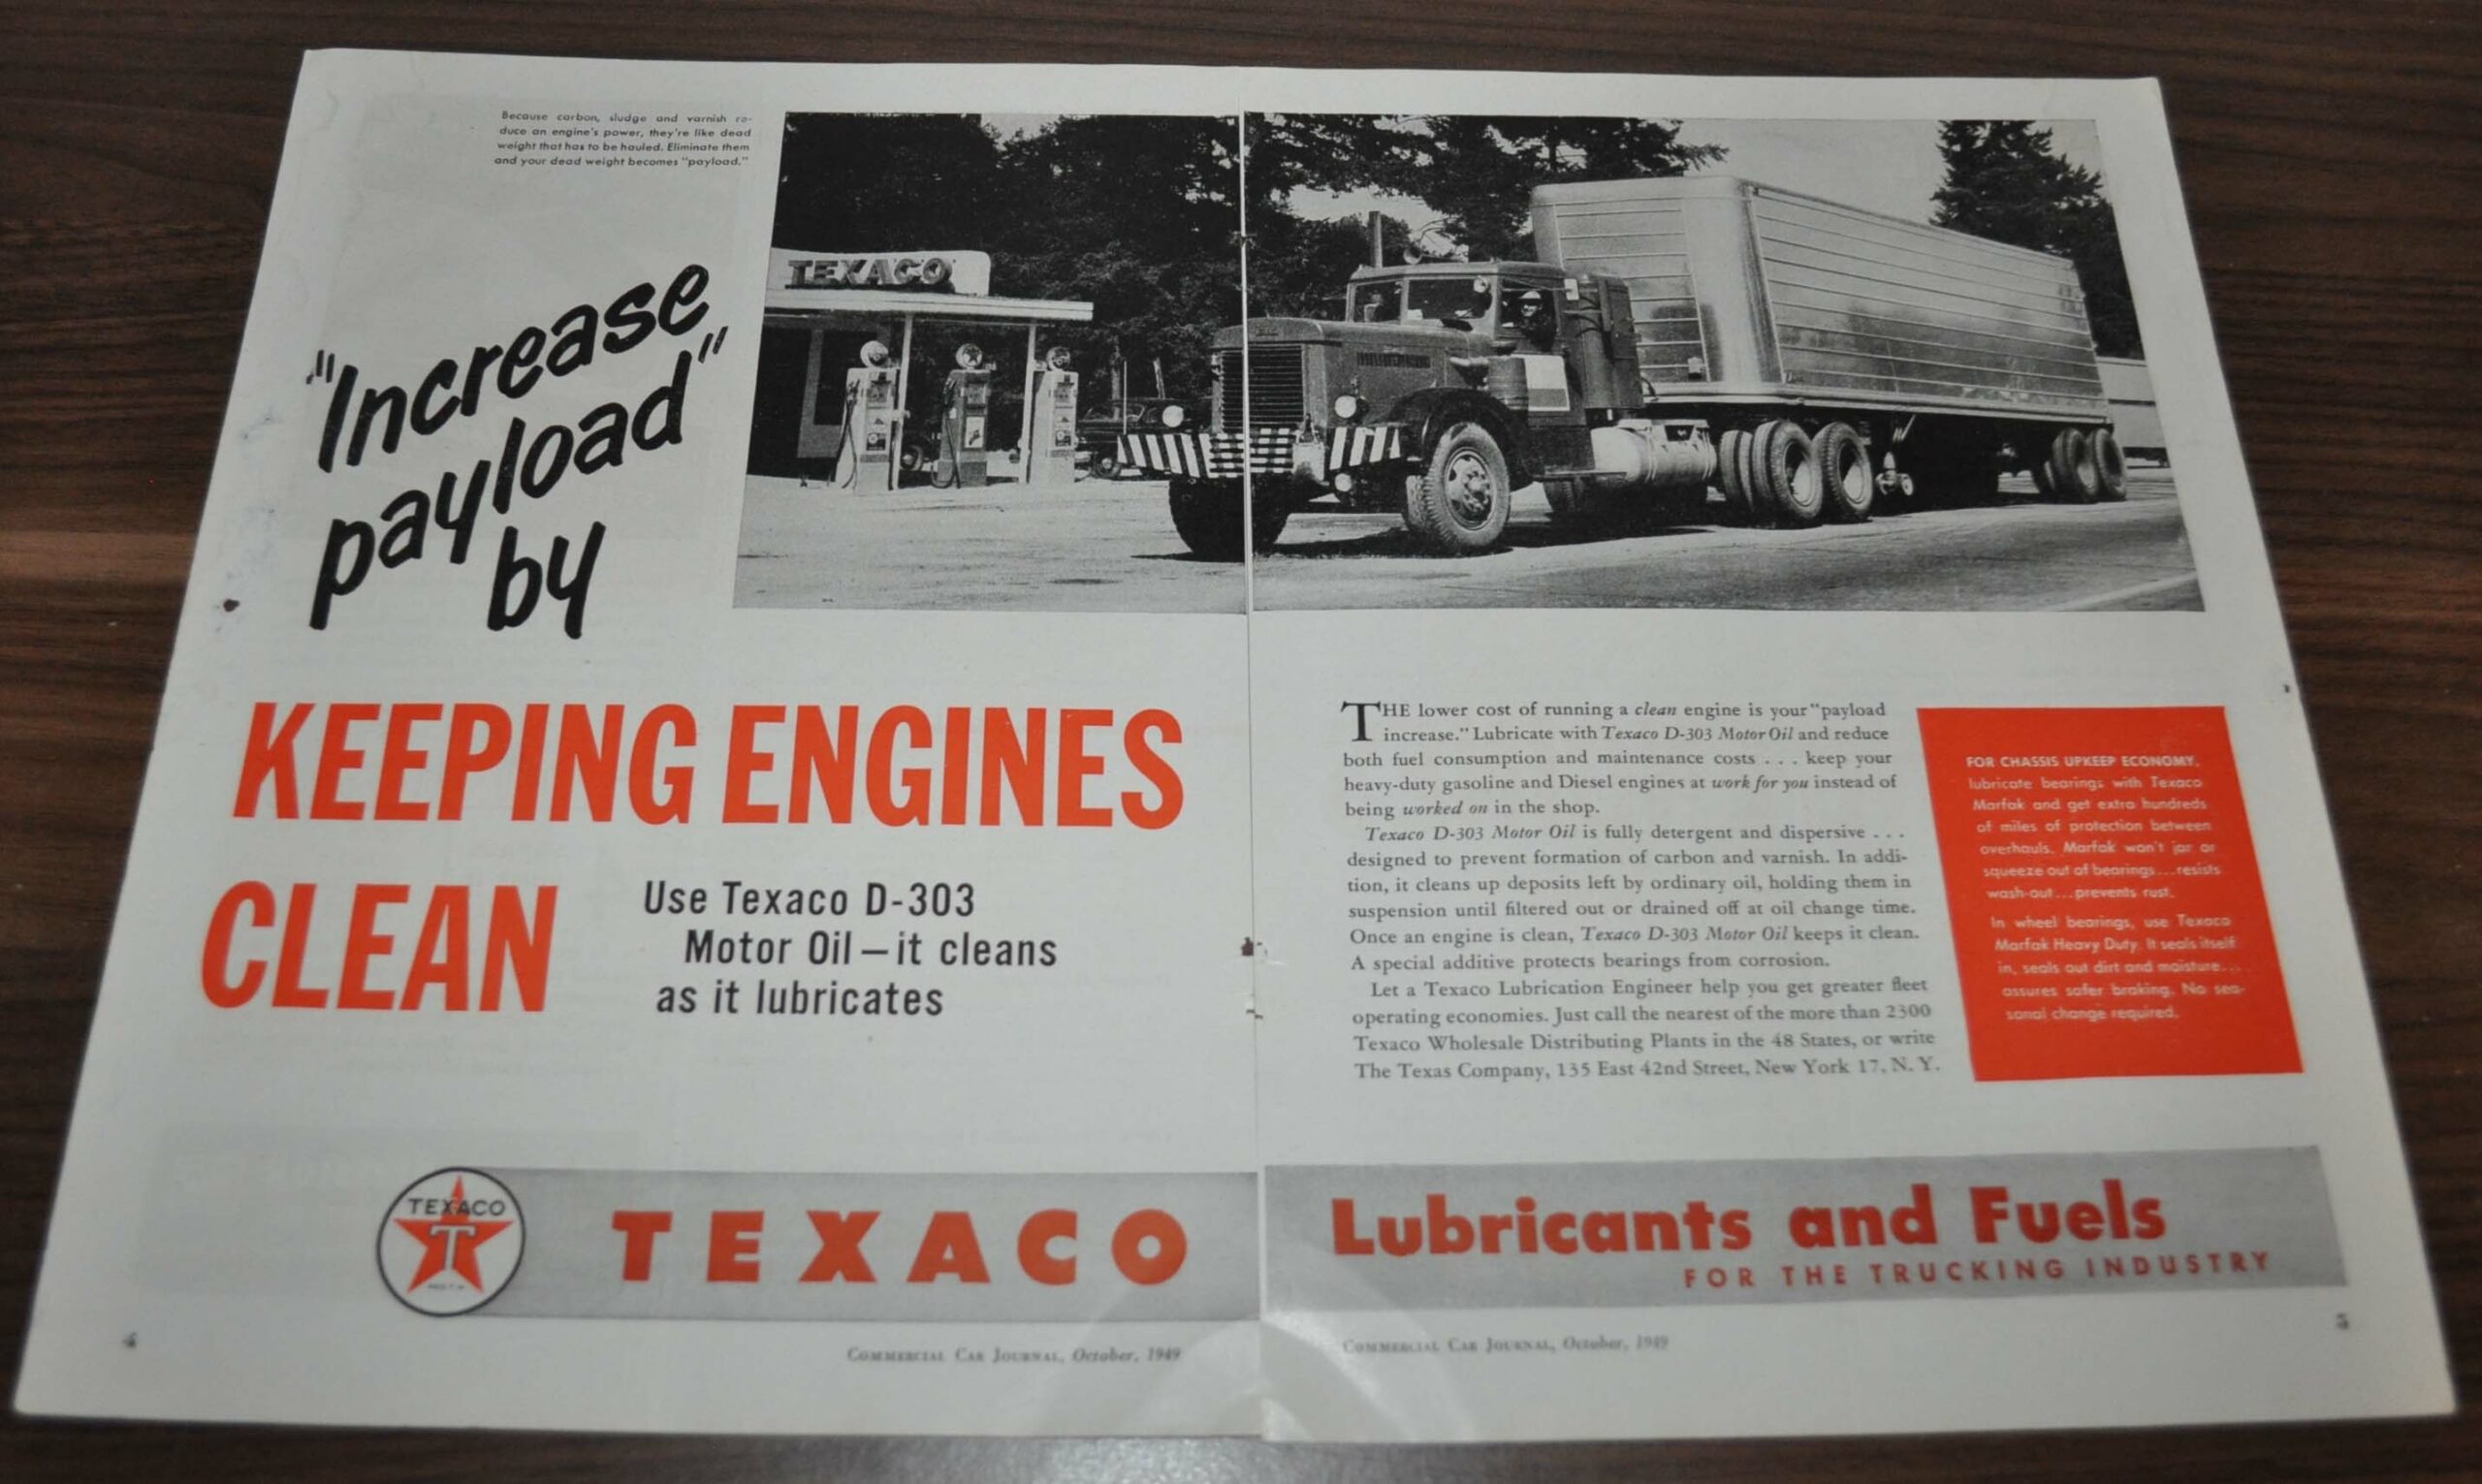 Because carbon, sludge and varnish re-
duce an engine's power, they're like dead
weight that has to be hauled. Eliminate them
and your dead weight becomes "payload."
TEXACO
"Increase
payload"
by
KEEPING ENGINES
CLEAN
Use Texaco D-303
Motor Oil — it cleans
as it lubricates
THE lower cost of running a clean engine is your "payload
increase." Lubricate with Texaco D-303 Motor Oil and reduce
both fuel consumption and maintenance costs . . . keep your
heavy-duty gasoline and Diesel engines at work for you instead of
being worked on in the shop.
Texaco D-303 Motor Oil is fully detergent and dispersive . . .
designed to prevent formation of carbon and varnish. In addi-
tion, it cleans up deposits left by ordinary oil, holding them in
suspension until filtered out or drained off at oil change time.
Once an engine is clean, Texaco D-303 Motor Oil keeps it clean.
A special additive protects bearings from corrosion.
Let a Texaco Lubrication Engineer help you get greater fleet
operating economies. Just call the nearest of the more than 2300
Texaco Wholesale Distributing Plants in the 48 States, or write
The Texas Company, 135 East 42nd Street, New York 17, N. Y.
FOR CHASSIS UPKEEP ECONOMY,
lubricate bearings with Texaco
Marfak and get extra hundreds
of miles of protection between
overhauls. Marfak won't jar or
squeeze out of bearings...resists
wash-out...prevents rust.
In wheel bearings, use Texaco
Marfak Heavy Duty. It seals itself
in, seals out dirt and moisture...
assures safer braking. No sea-
sonal change required.
TEXACO
T
TEXACO
Lubricants and Fuels
FOR THE TRUCKING INDUSTRY
4
COMMERCIAL CAR JOURNAL, October, 1949
COMMERCIAL CAR JOURNAL, October, 1949
5